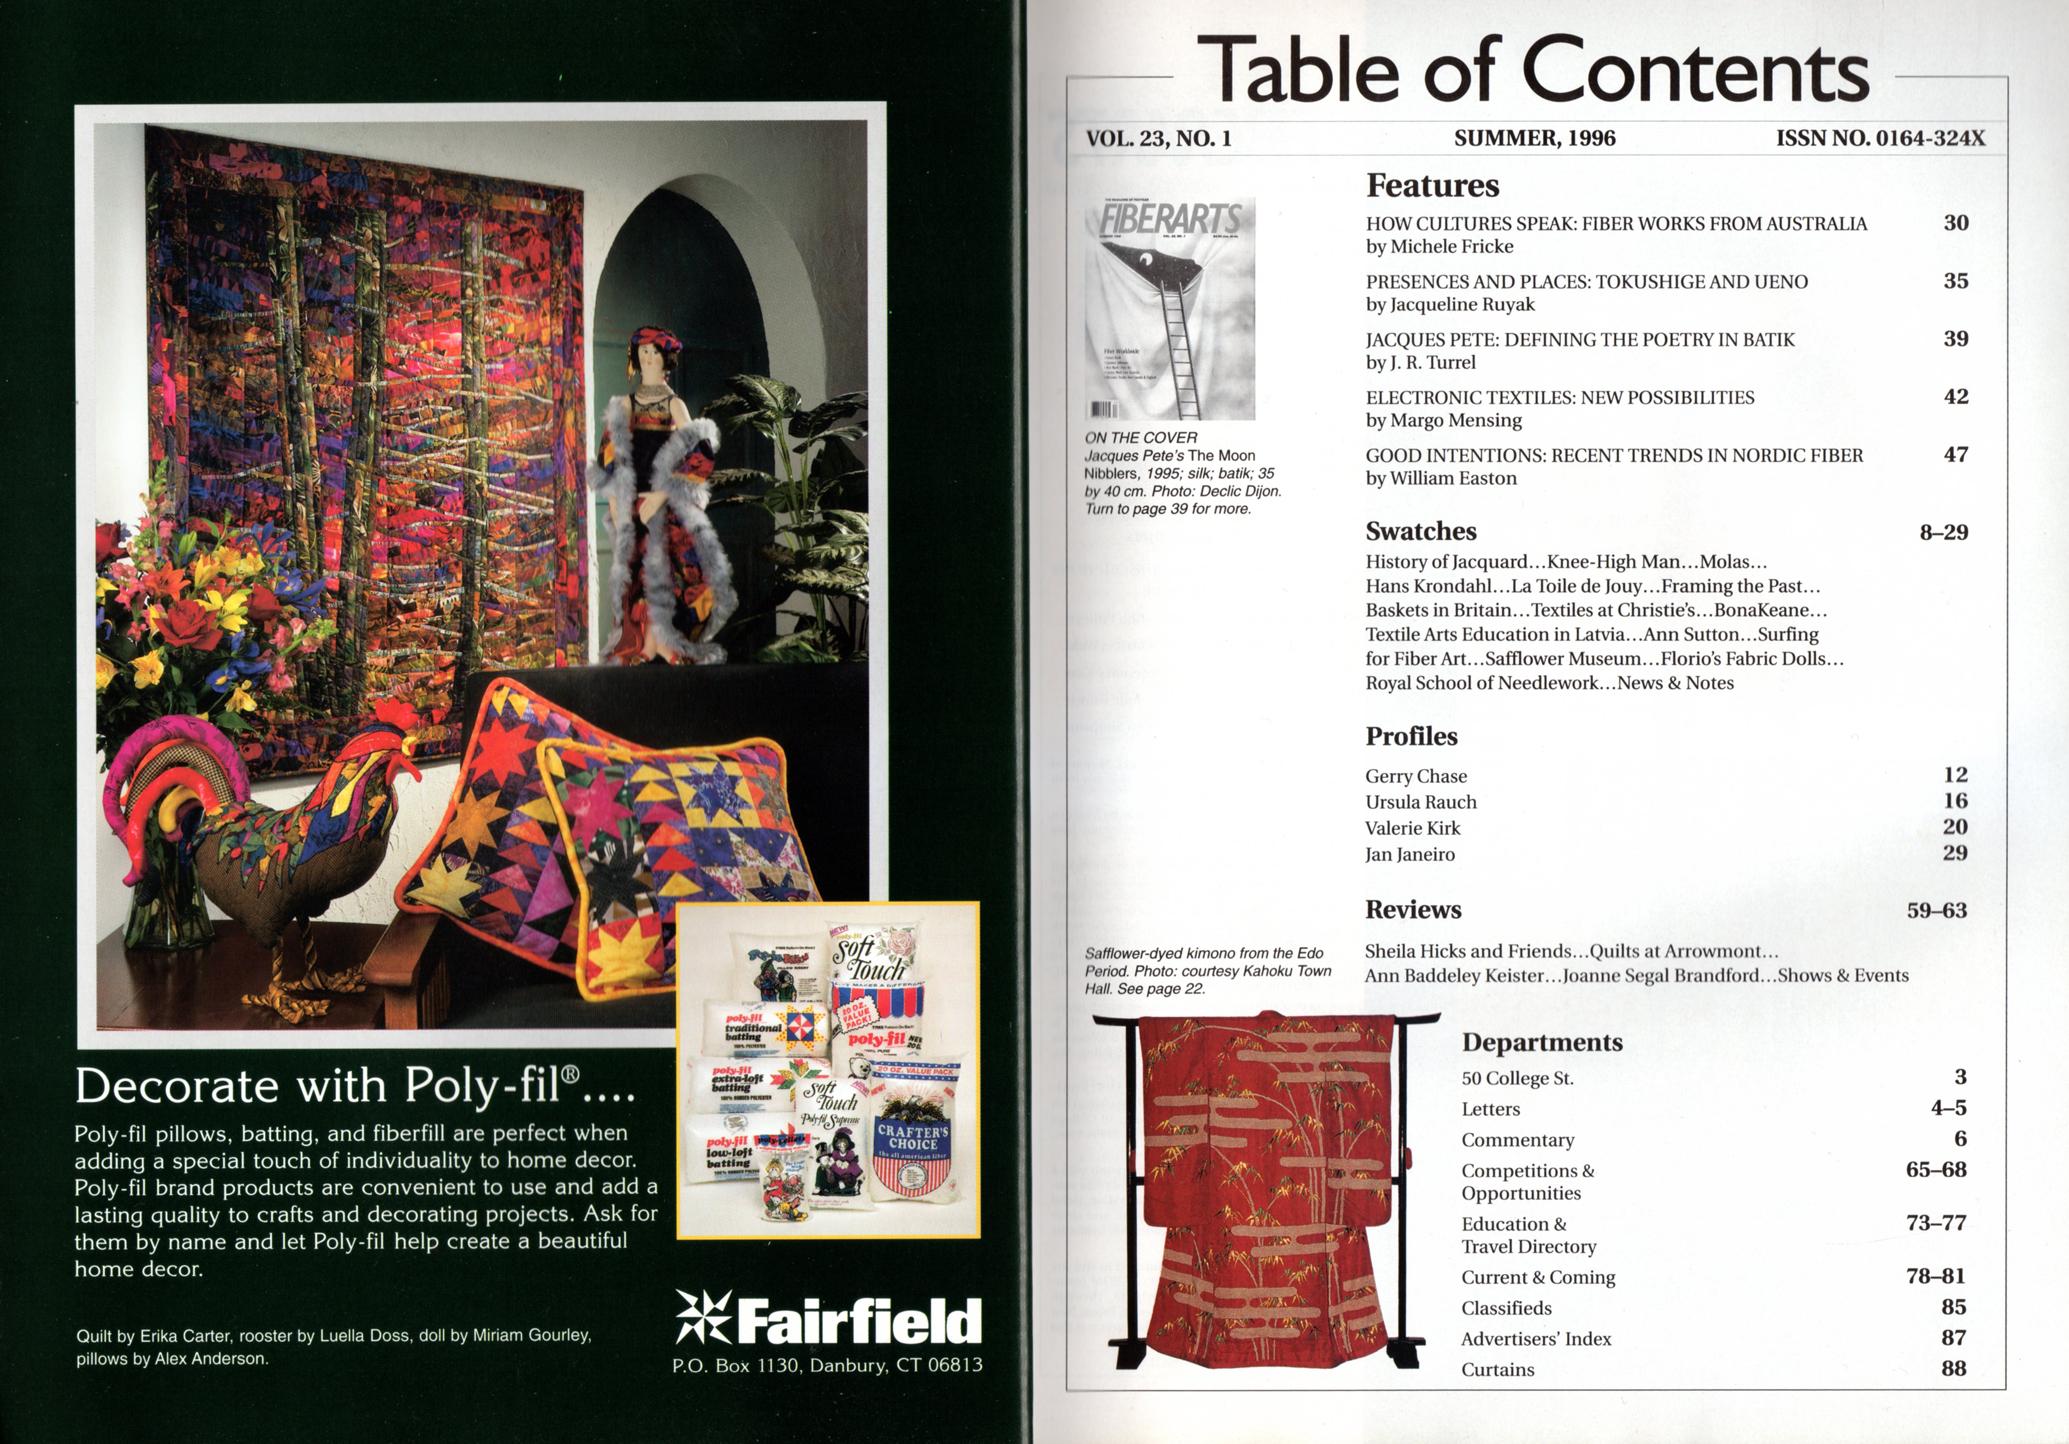 Decorate with Poly-fil®....
Poly-fil pillows, batting, and fiberfill are perfect when
adding a special touch of individuality to home decor.
Poly-fil brand products are convenient to use and add a
lasting quality to crafts and decorating projects. Ask for
them by name and let Poly-fil help create a beautiful
home decor.
Quilt by Erika Carter, rooster by Luella Doss, doll by Miriam Gourley,
pillows by Alex Anderson.
Soft
Touch
poly-fil
traditional
batting
20 OZ.
VALUE
PACK!
poly-fil
poly-fil
extra-loft
batting
Soft
Touch
Poly-fil Supreme
20 OZ. VALUE PACK
CRAFTER'S
CHOICE
the all american fiber
poly-fil
low-loft
batting
Fairfield
P.O. Box 1130, Danbury, CT 06813
Table of Contents
VOL. 23, NO. 1 SUMMER, 1996 ISSN NO. 0164-324X
FIBERARTS
Fiber Worldwide
ON THE COVER
Jacques Pete's The Moon
Nibblers, 1995; silk; batik; 35
by 40 cm. Photo: Declic Dijon.
Turn to page 39 for more.
Features
HOW CULTURES SPEAK: FIBER WORKS FROM AUSTRALIA 30
by Michele Fricke
PRESENCES AND PLACES: TOKUSHIGE AND UENO 35
by Jacqueline Ruyak
JACQUES PETE: DEFINING THE POETRY IN BATIK 39
by J. R. Turrel
ELECTRONIC TEXTILES: NEW POSSIBILITIES 42
by Margo Mensing
GOOD INTENTIONS: RECENT TRENDS IN NORDIC FIBER 47
by William Easton
Swatches 8–29
History of Jacquard…Knee-High Man…Molas…
Hans Krondahl…La Toile de Jouy…Framing the Past…
Baskets in Britain…Textiles at Christie's…BonaKeane…
Textile Arts Education in Latvia…Ann Sutton…Surfing
for Fiber Art…Safflower Museum…Florio's Fabric Dolls…
Royal School of Needlework…News & Notes
Profiles
Gerry Chase 12
Ursula Rauch 16
Valerie Kirk 20
Jan Janeiro 29
Reviews 59–63
Sheila Hicks and Friends…Quilts at Arrowmont…
Ann Baddeley Keister…Joanne Segal Brandford…Shows & Events
Safflower-dyed kimono from the Edo
Period. Photo: courtesy Kahoku Town
Hall. See page 22.
Departments
50 College St. 3
Letters 4–5
Commentary 6
Competitions & 65–68
Opportunities
Education & 73–77
Travel Directory
Current & Coming 78–81
Classifieds 85
Advertisers' Index 87
Curtains 88